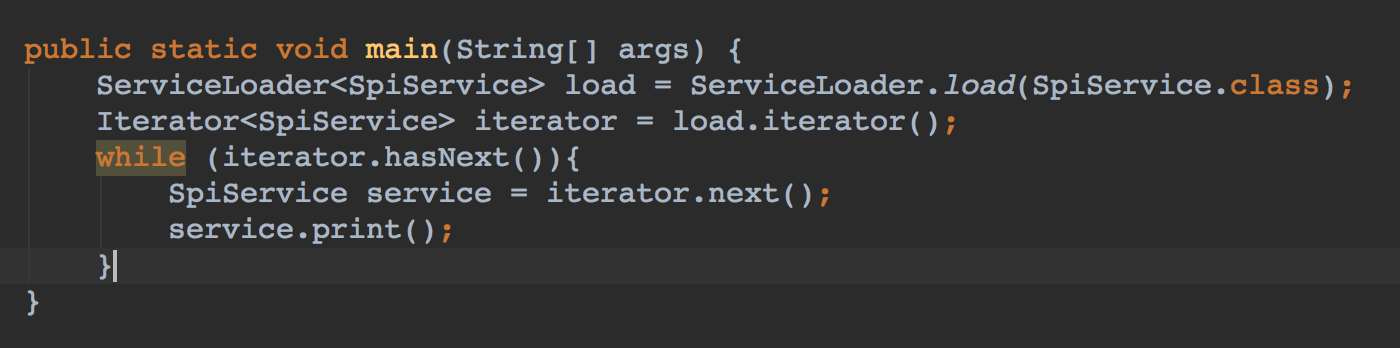 public static void main(String[] args) {
ServiceLoader<SpiService> load = ServiceLoader.load(SpiService.class);
Iterator<SpiService> iterator = load.iterator();
while (iterator.hasNext()){
SpiService service = iterator.next();
service.print();
}
}